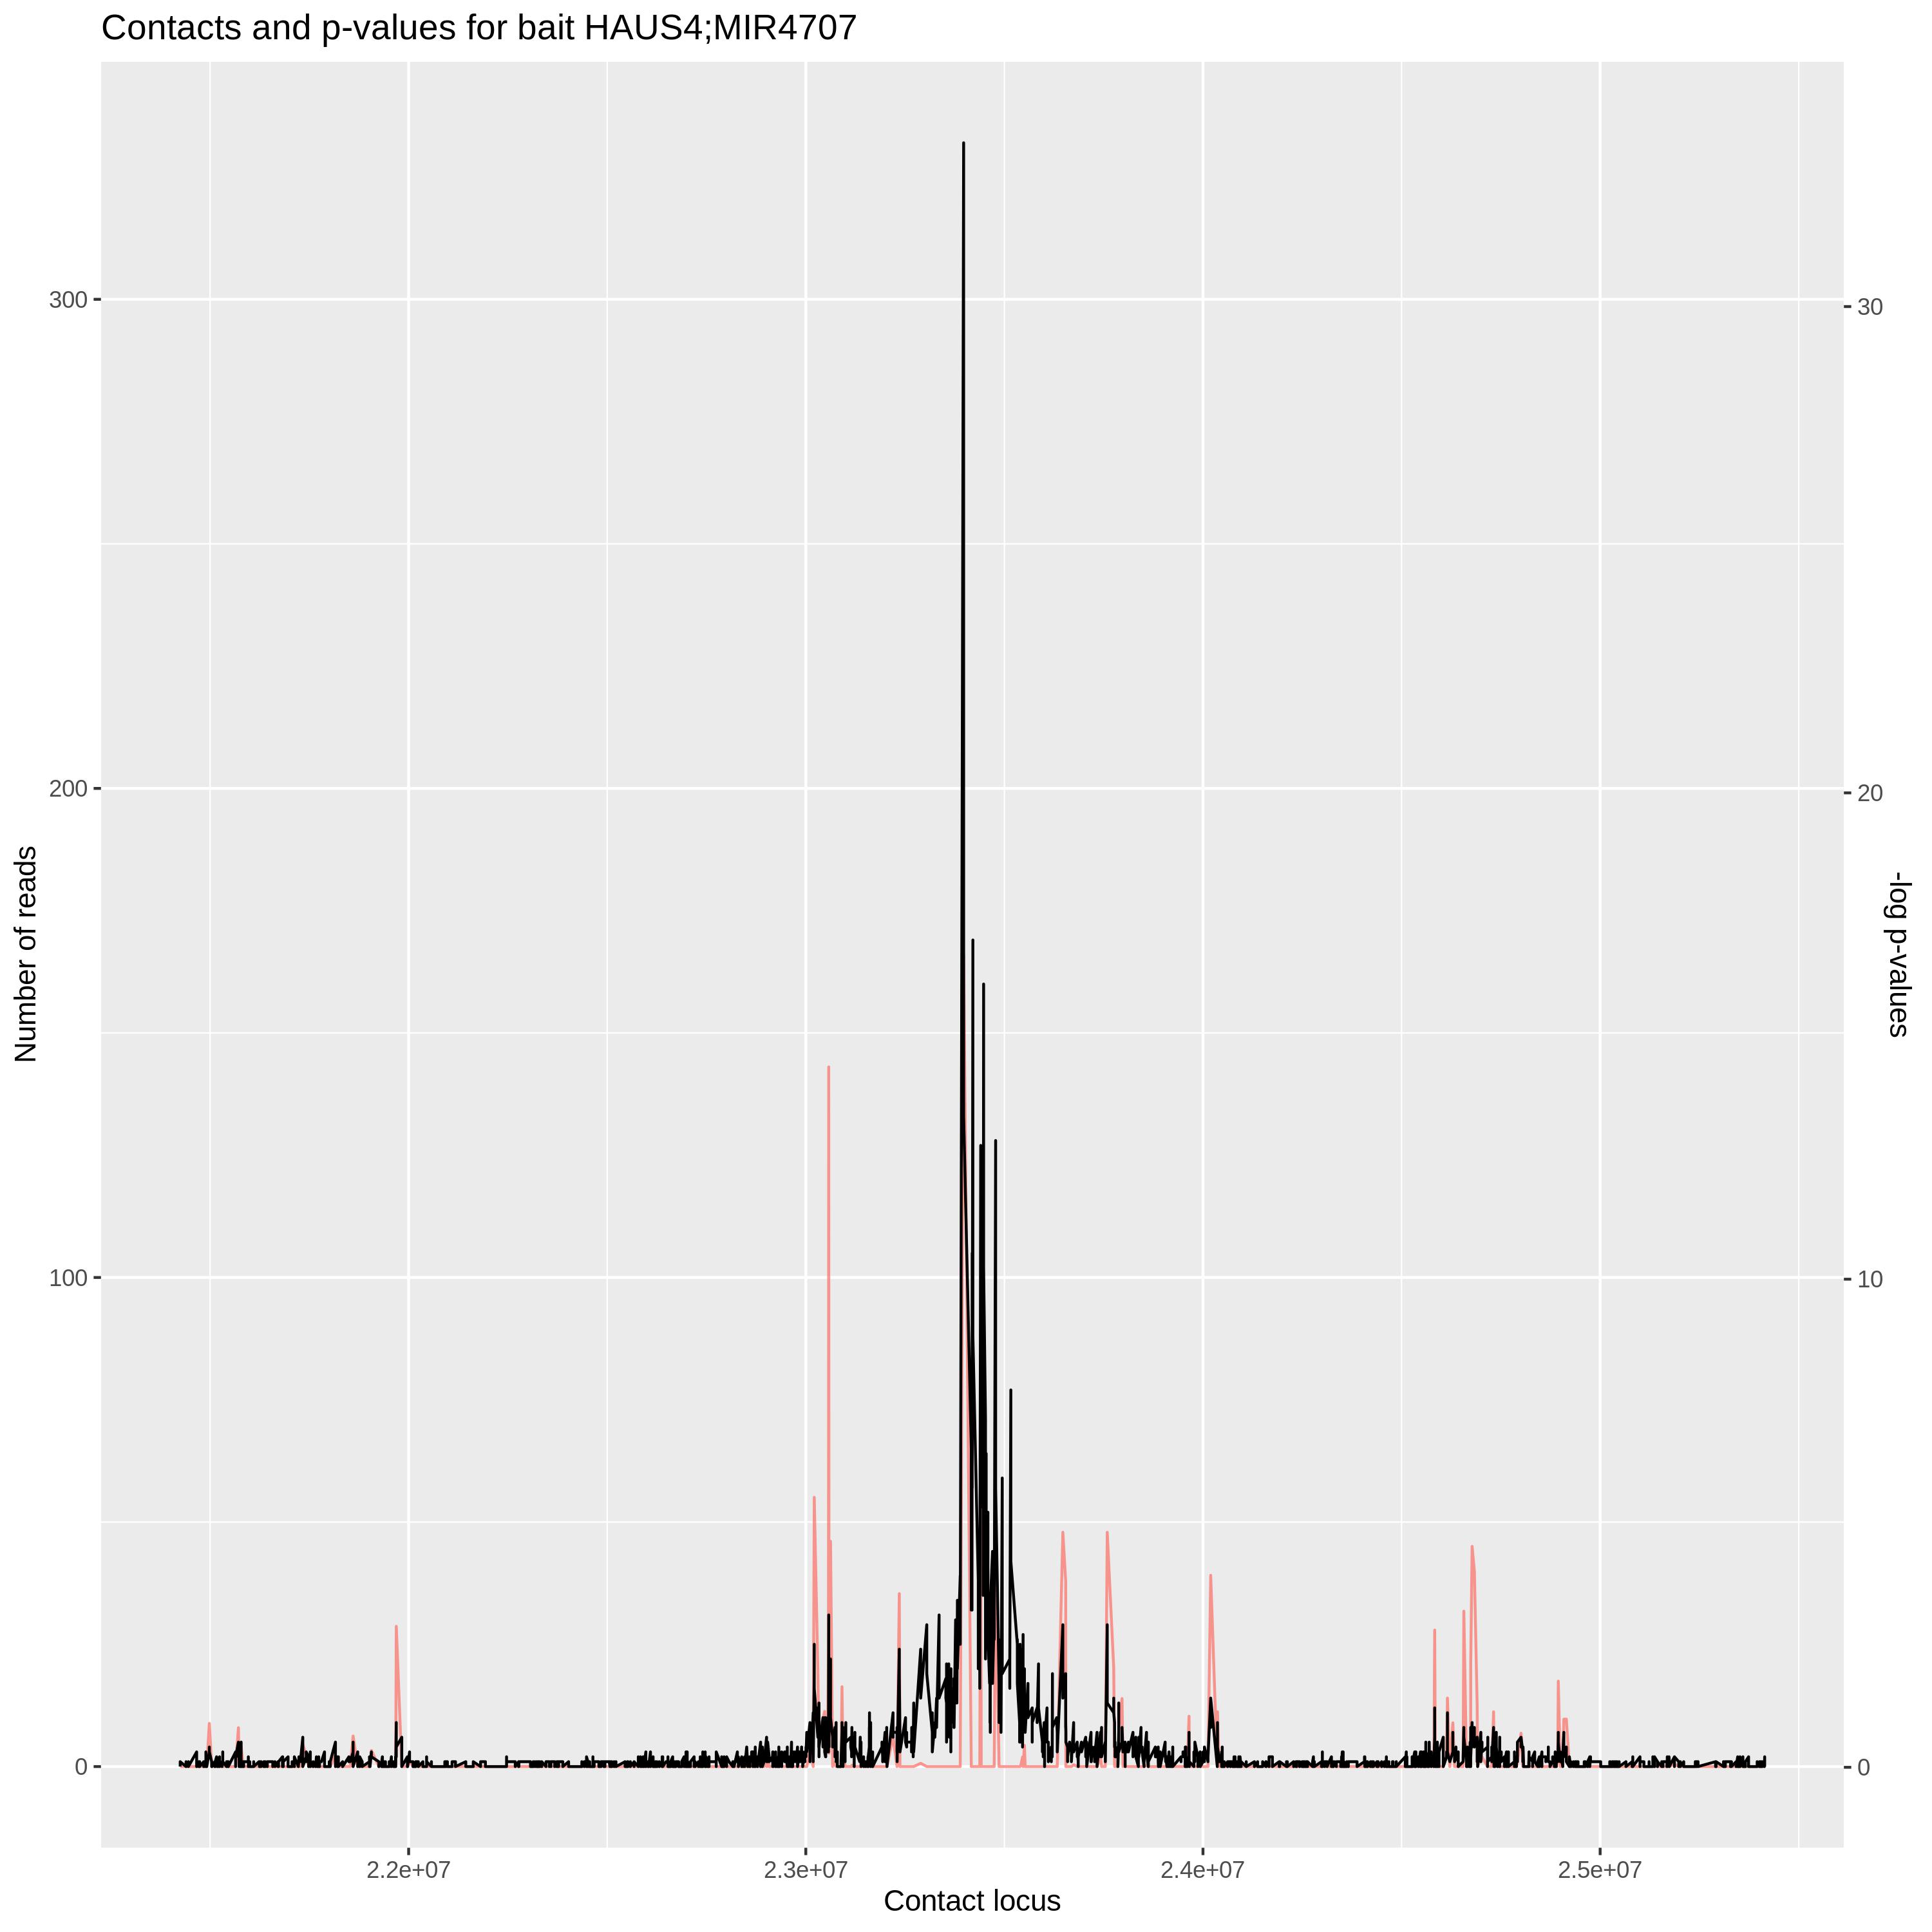 Contacts and p-values for bait HAUS4;MIR4707
300
200
100
0
30
20
10
0
Number of reads
-log p-values
2.2e+07
2.3e+07
2.4e+07
2.5e+07
Contact locus